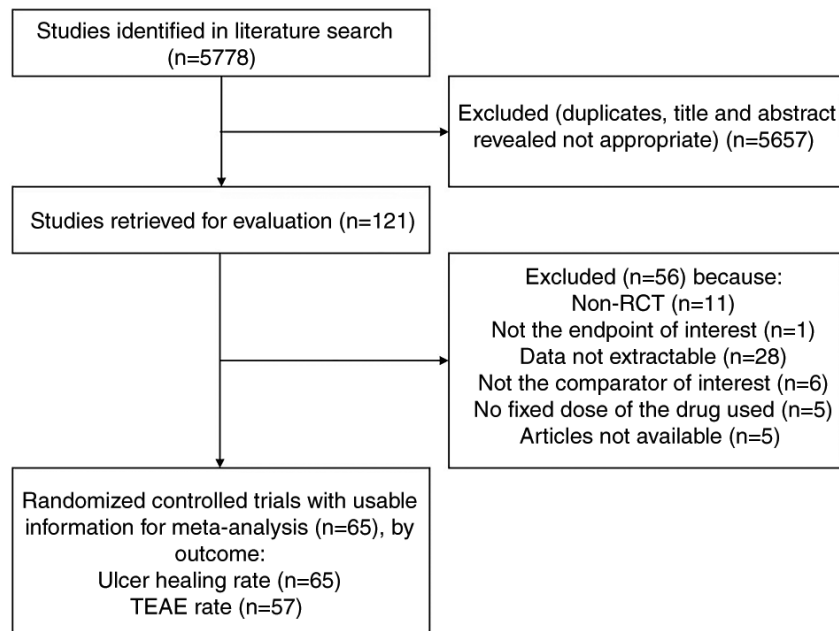 Studies identified in literature search
(n=5778)
Excluded (duplicates, title and abstract
revealed not appropriate) (n=5657)
Studies retrieved for evaluation (n=121)
Excluded (n=56) because:
Non-RCT (n=11)
Not the endpoint of interest (n=1)
Data not extractable (n=28)
Not the comparator of interest (n=6)
No fixed dose of the drug used (n=5)
Articles not available (n=5)
Randomized controlled trials with usable
information for meta-analysis (n=65), by
outcome:
Ulcer healing rate (n=65)
TEAE rate (n=57)